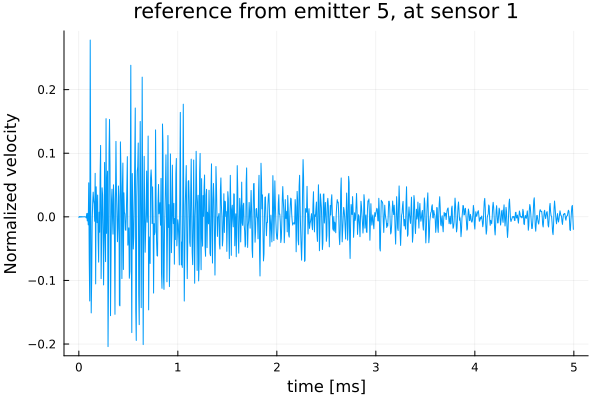 reference from emitter 5, at sensor 1
Normalized velocity
0.2
0.1
0.0
−0.1
−0.2
0 1 2 3 4 5
time [ms]